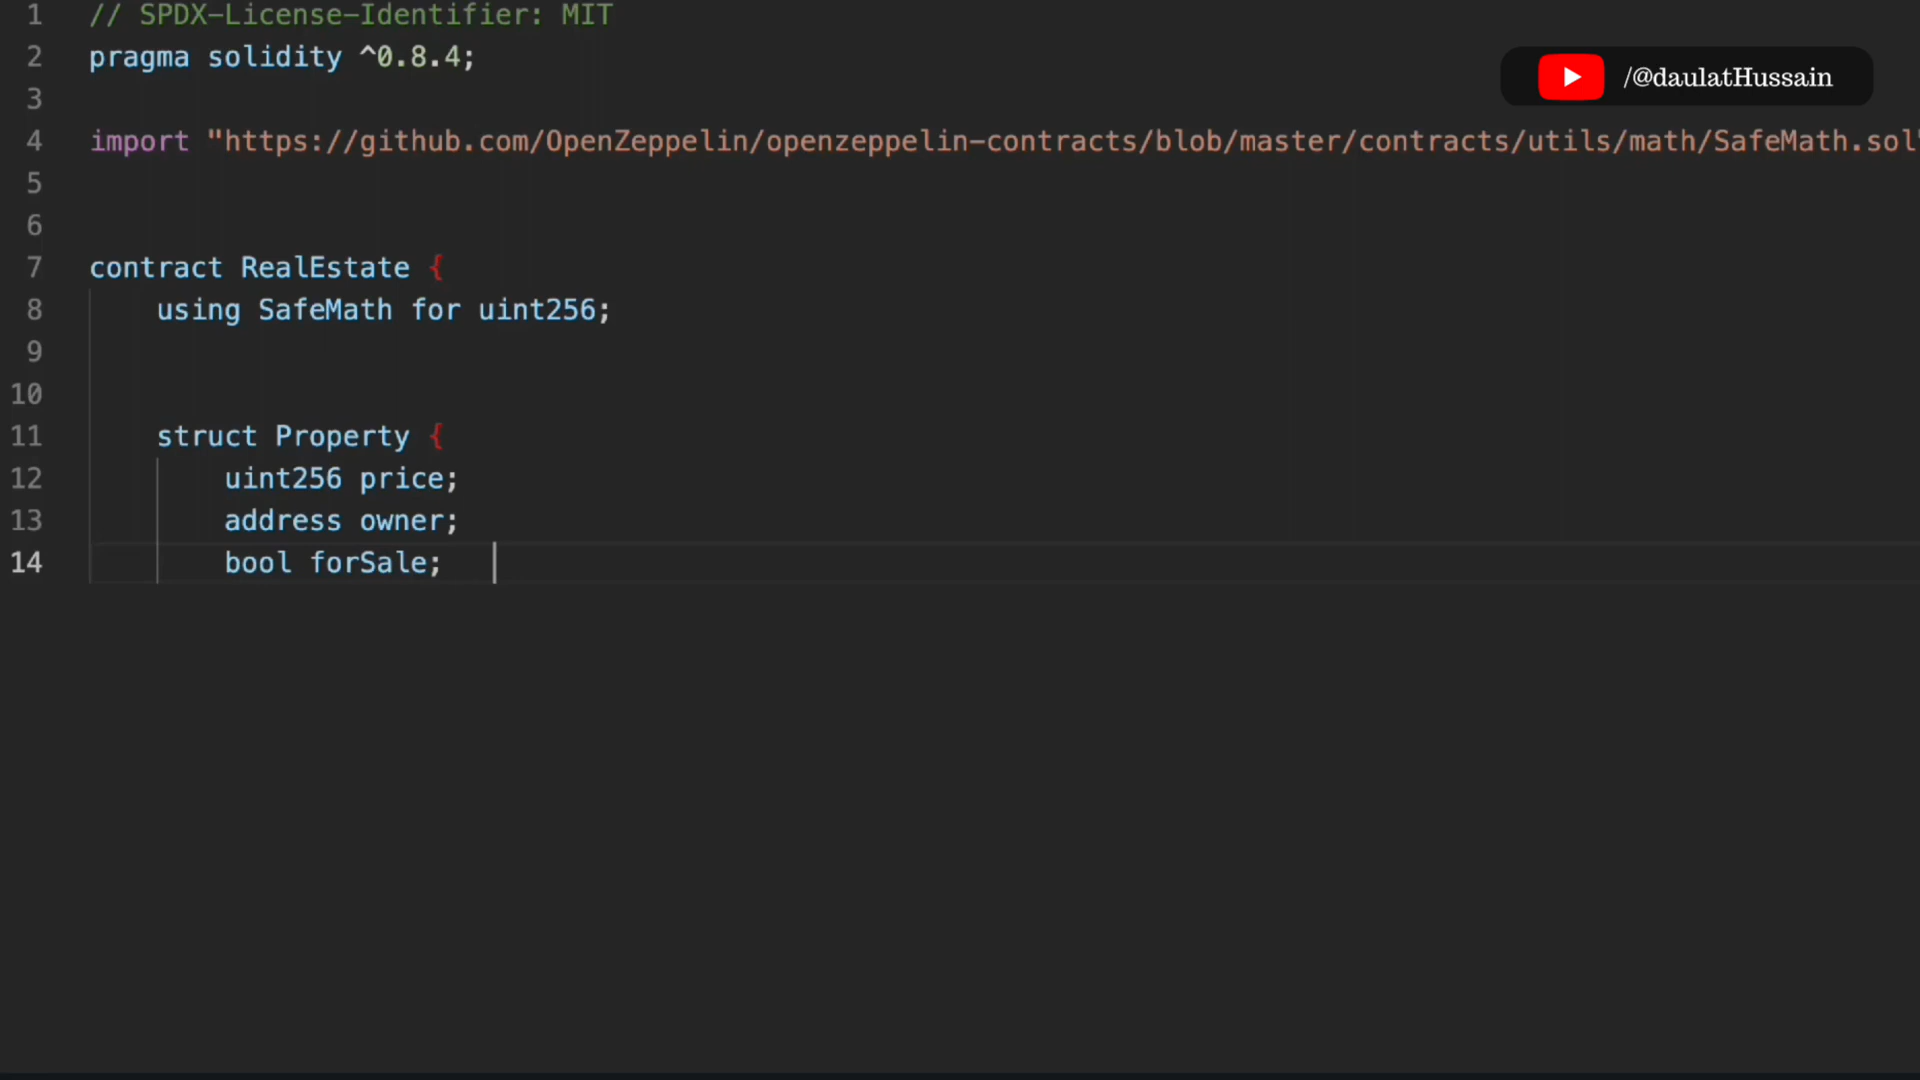 1 // SPDX-License-Identifier: MIT
2 pragma solidity ^0.8.4;
/@daulatHussain
3
4 import "https://github.com/OpenZeppelin/openzeppelin-contracts/blob/master/contracts/utils/math/SafeMath.sol"
5
6
7 contract RealEstate {
8 using SafeMath for uint256;
9
10
11 struct Property {
12 uint256 price;
13 address owner;
14 bool forSale;